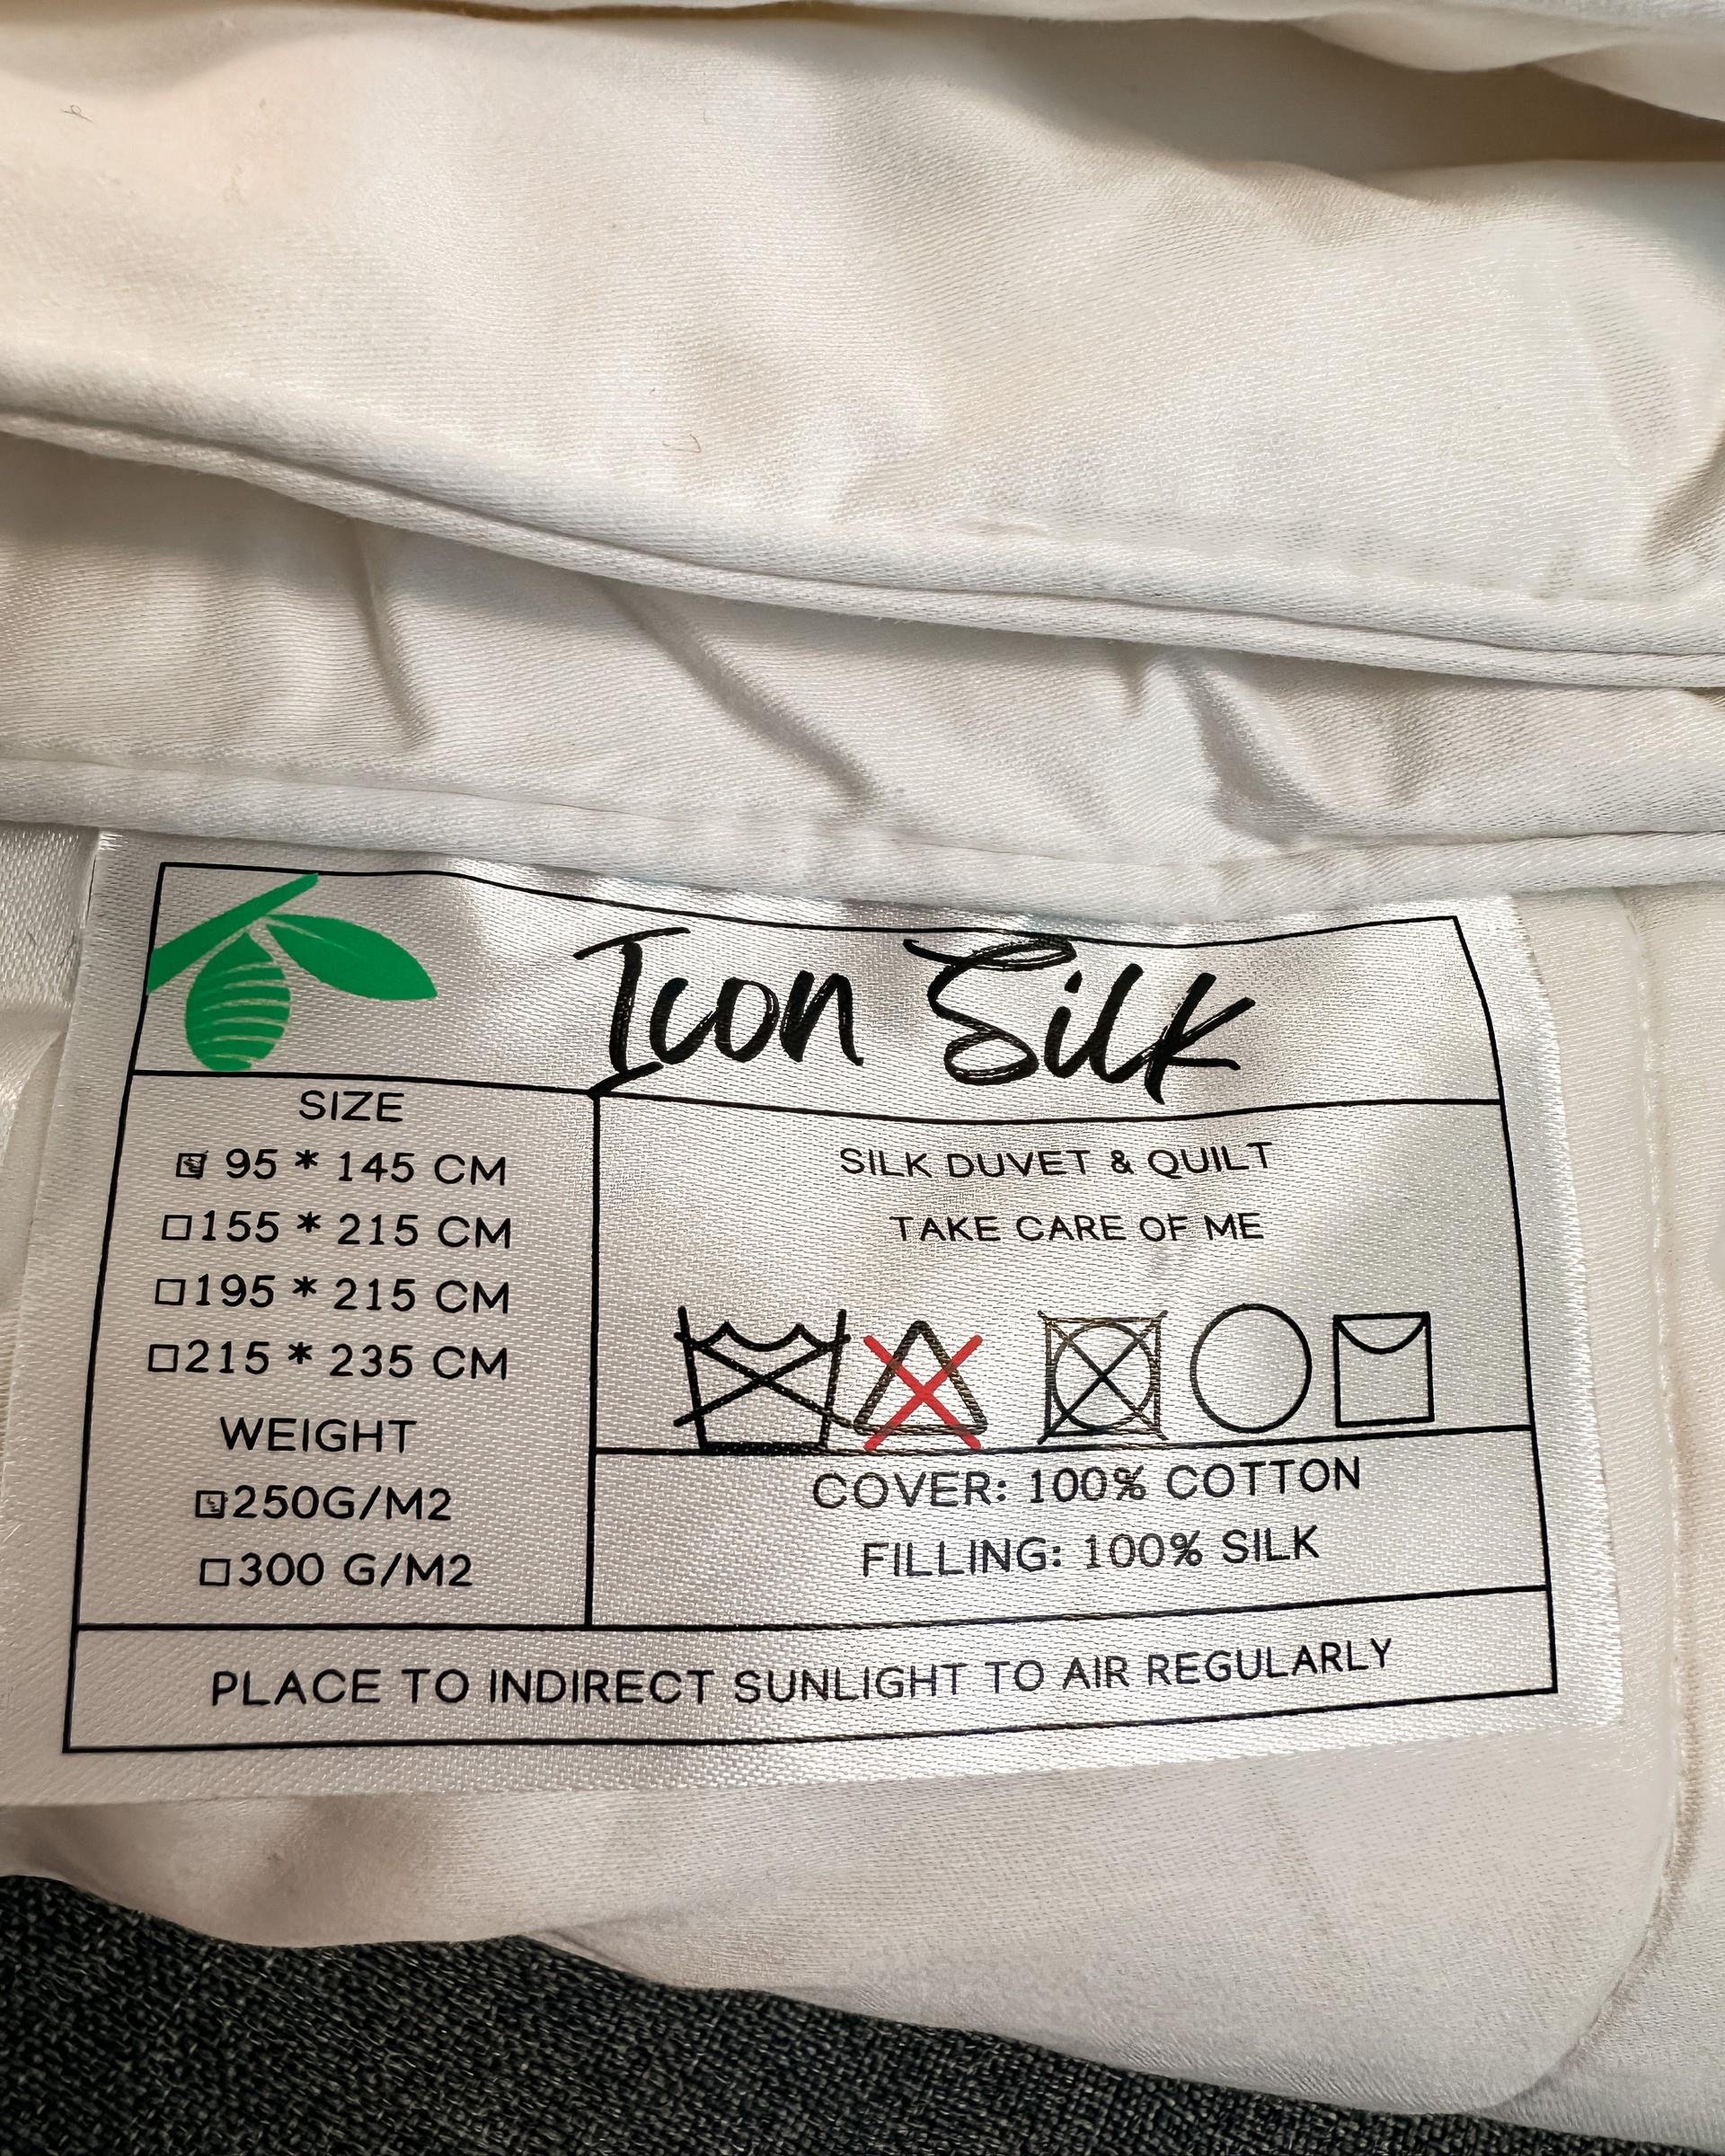 Icon Silk
SIZE
95 * 145 CM
155 * 215 CM
195 * 215 CM
215 * 235 CM
WEIGHT
250G/M2
300 G/M2
SILK DUVET & QUILT
TAKE CARE OF ME
COVER: 100% COTTON
FILLING: 100% SILK
PLACE TO INDIRECT SUNLIGHT TO AIR REGULARLY